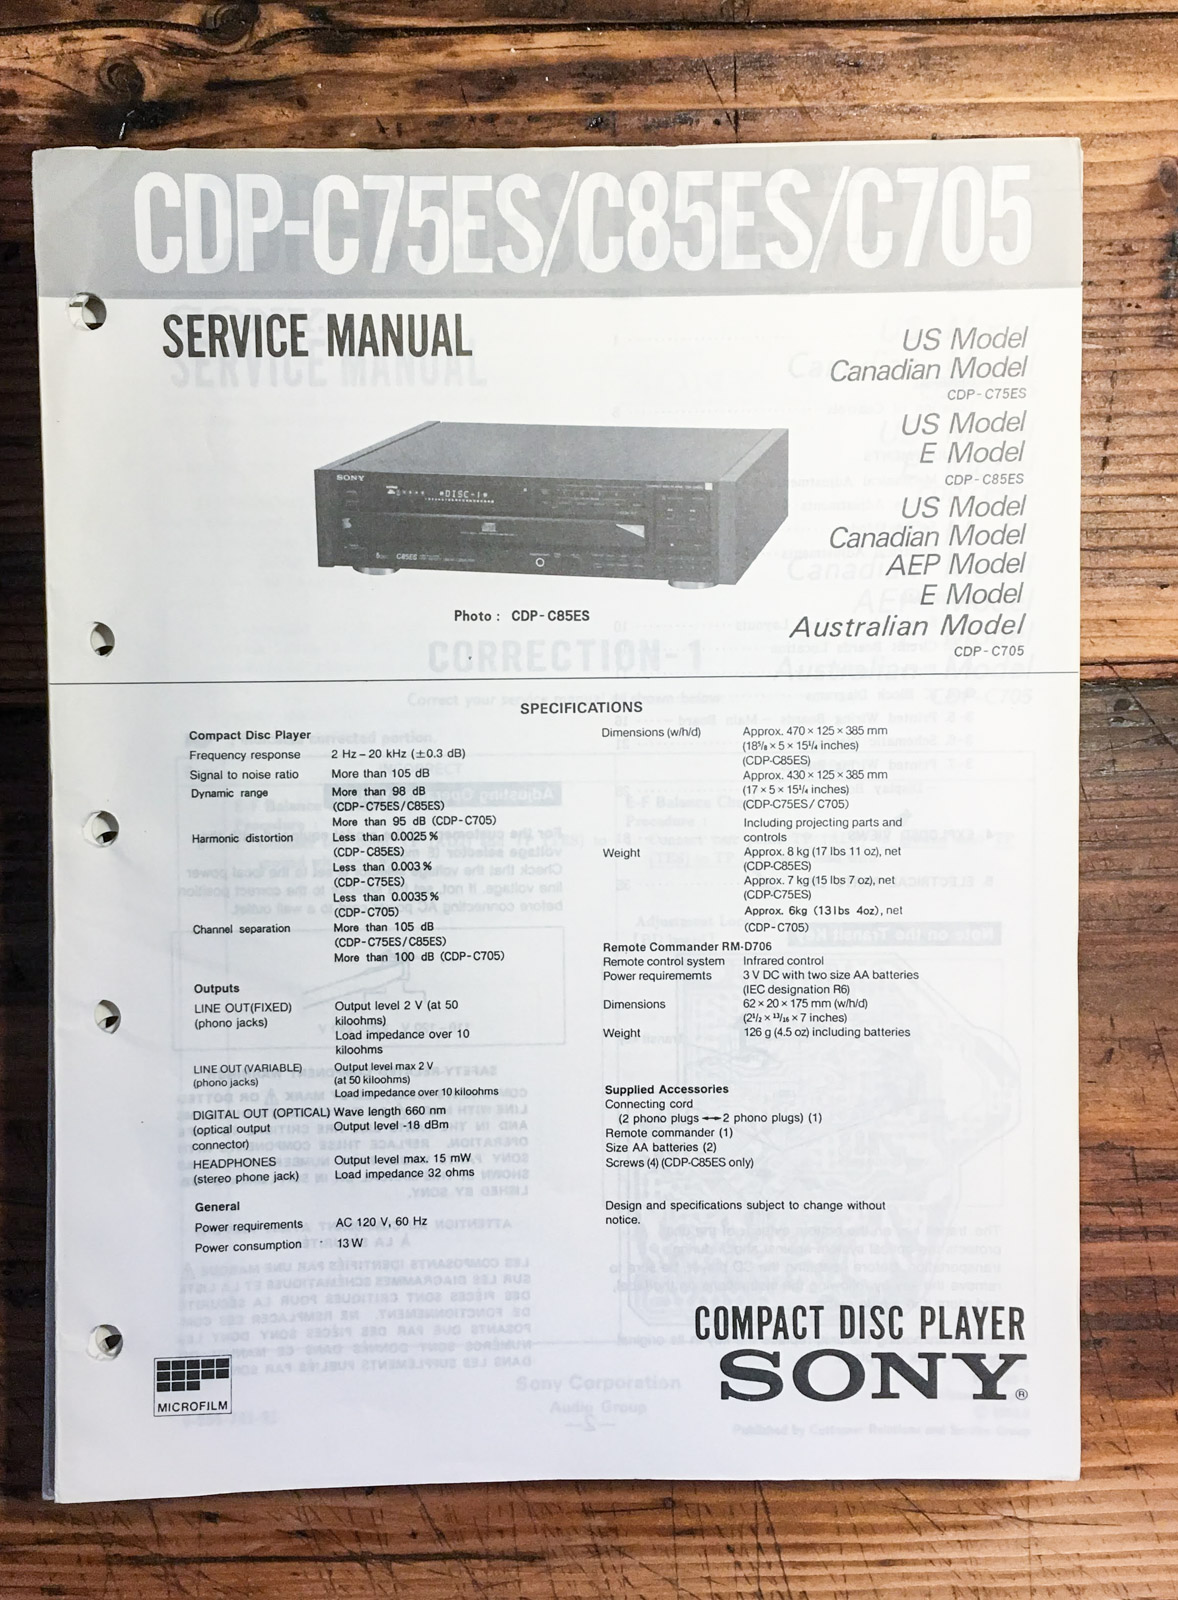 CDP-C75ES/C85ES/C705
SERVICE MANUAL
US Model
Canadian Model
CDP-C75ES
US Model
E Model
CDP-C85ES
US Model
Canadian Model
AEP Model
E Model
Australian Model
CDP-C705
SONY
DISC-1
C85ES
Photo : CDP-C85ES
CORRECTION-1
SPECIFICATIONS
Compact Disc Player
Frequency response 2 Hz – 20 kHz (±0.3 dB)
Signal to noise ratio More than 105 dB
Dynamic range More than 98 dB
(CDP-C75ES/C85ES)
More than 95 dB (CDP-C705)
Harmonic distortion Less than 0.0025 %
(CDP-C85ES)
Less than 0.003 %
(CDP-C75ES)
Less than 0.0035 %
(CDP-C705)
Channel separation More than 105 dB
(CDP-C75ES/C85ES)
More than 100 dB (CDP-C705)
Outputs
LINE OUT(FIXED) Output level 2 V (at 50
(phono jacks) kiloohms)
Load impedance over 10
kiloohms
LINE OUT (VARIABLE) Output level max 2 V
(phono jacks) (at 50 kiloohms)
Load impedance over 10 kiloohms
DIGITAL OUT (OPTICAL) Wave length 660 nm
(optical output Output level -18 dBm
connector)
HEADPHONES Output level max. 15 mW
(stereo phone jack) Load impedance 32 ohms
General
Power requirements AC 120 V, 60 Hz
Power consumption 13 W
Dimensions (w/h/d) Approx. 470 × 125 × 385 mm
(18⁵/₈ × 5 × 15¹/₄ inches)
(CDP-C85ES)
Approx. 430 × 125 × 385 mm
(17 × 5 × 15¹/₄ inches)
(CDP-C75ES / C705)
Including projecting parts and
controls
Weight Approx. 8 kg (17 lbs 11 oz), net
(CDP-C85ES)
Approx. 7 kg (15 lbs 7 oz), net
(CDP-C75ES)
Approx. 6kg (13lbs 4oz), net
(CDP-C705)
Remote Commander RM-D706
Remote control system Infrared control
Power requirememts 3 V DC with two size AA batteries
(IEC designation R6)
Dimensions 62 × 20 × 175 mm (w/h/d)
(2¹/₂ × ¹³/₁₆ × 7 inches)
Weight 126 g (4.5 oz) including batteries
Supplied Accessories
Connecting cord
(2 phono plugs ↔ 2 phono plugs) (1)
Remote commander (1)
Size AA batteries (2)
Screws (4) (CDP-C85ES only)
Design and specifications subject to change without
notice.
MICROFILM
COMPACT DISC PLAYER
SONY®